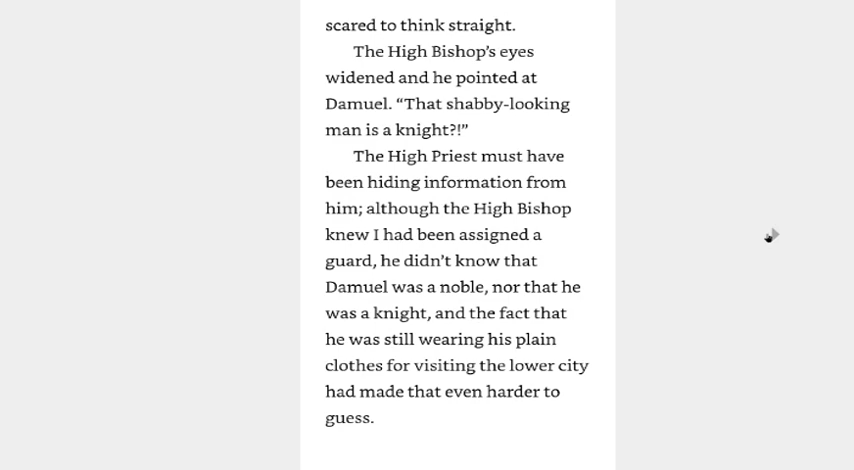 scared to think straight.
The High Bishop’s eyes
widened and he pointed at
Damuel. “That shabby-looking
man is a knight?!”
The High Priest must have
been hiding information from
him; although the High Bishop
knew I had been assigned a
guard, he didn’t know that
Damuel was a noble, nor that he
was a knight, and the fact that
he was still wearing his plain
clothes for visiting the lower city
had made that even harder to
guess.